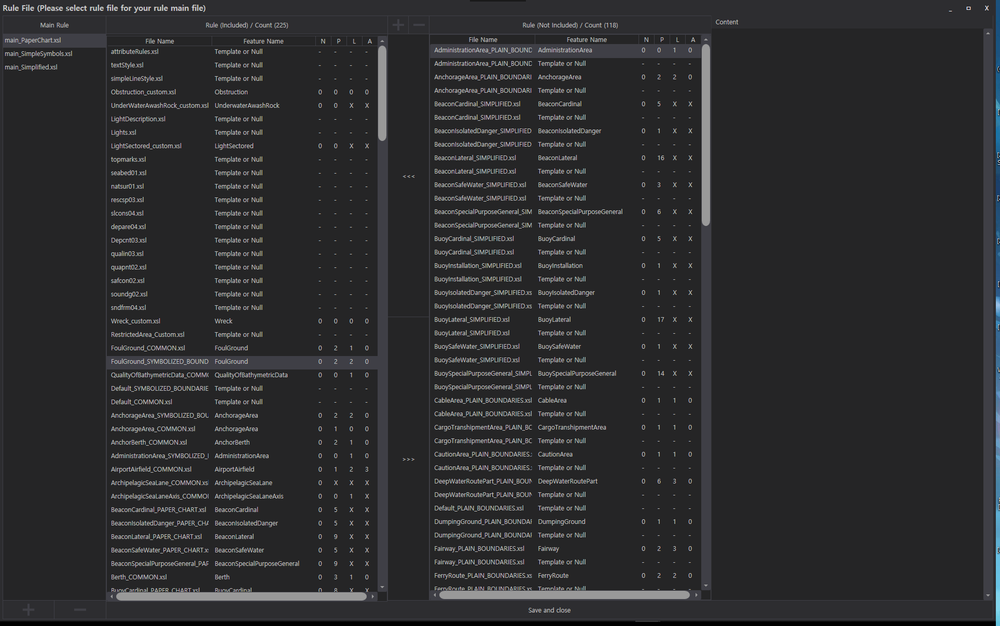 Rule File (Please select rule file for your rule main file)
Main Rule
main_PaperChart.xsl
main_SimpleSymbols.xsl
main_Simplified.xsl
Rule (Included) / Count (225)
File Name Feature Name N P L A
attributeRules.xsl Template or Null - - - -
textStyle.xsl Template or Null - - - -
simpleLineStyle.xsl Template or Null - - - -
Obstruction_custom.xsl Obstruction 0 0 0 0
UnderWaterAwashRock_custom.xsl UnderwaterAwashRock 0 0 X X
LightDescription.xsl Template or Null - - - -
Lights.xsl Template or Null - - - -
LightSectored_custom.xsl LightSectored 0 0 X X
topmarks.xsl Template or Null - - - -
seabed01.xsl Template or Null - - - -
natsur01.xsl Template or Null - - - -
rescsp03.xsl Template or Null - - - -
slcons04.xsl Template or Null - - - -
depare04.xsl Template or Null - - - -
Depcnt03.xsl Template or Null - - - -
qualin03.xsl Template or Null - - - -
quapnt02.xsl Template or Null - - - -
safcon02.xsl Template or Null - - - -
soundg02.xsl Template or Null - - - -
sndfrm04.xsl Template or Null - - - -
Wreck_custom.xsl Wreck 0 0 0 0
RestrictedArea_Custom.xsl Template or Null - - - -
FoulGround_COMMON.xsl FoulGround 0 2 1 0
FoulGround_SYMBOLIZED_BOUND FoulGround 0 2 2 0
QualityOfBathymetricData_COMMC QualityOfBathymetricData 0 0 1 0
Default_SYMBOLIZED_BOUNDARIE Template or Null - - - -
Default_COMMON.xsl Template or Null - - - -
AnchorageArea_SYMBOLIZED_BOU AnchorageArea 0 2 2 0
AnchorageArea_COMMON.xsl AnchorageArea 0 1 0 0
AnchorBerth_COMMON.xsl AnchorBerth 0 2 1 0
AdministrationArea_SYMBOLIZED_I AdministrationArea 0 0 1 0
AirportAirfield_COMMON.xsl AirportAirfield 0 1 2 3
ArchipelagicSeaLane_COMMON.xsl ArchipelagicSeaLane 0 X X X
ArchipelagicSeaLaneAxis_COMMOI ArchipelagicSeaLaneAxis 0 0 1 X
BeaconCardinal_PAPER_CHART.xsl BeaconCardinal 0 5 X X
BeaconIsolatedDanger_PAPER_CHA BeaconIsolatedDanger 0 5 X X
BeaconLateral_PAPER_CHART.xsl BeaconLateral 0 9 X X
BeaconSafeWater_PAPER_CHART.xs BeaconSafeWater 0 5 X X
BeaconSpecialPurposeGeneral_PAP BeaconSpecialPurposeGeneral 0 9 X X
Berth_COMMON.xsl Berth 0 3 1 0
BuoyCardinal_PAPER_CHART.xsl BuoyCardinal 0 8 X X
<<<
>>>
Rule (Not Included) / Count (118)
File Name Feature Name N P L A
AdministrationArea_PLAIN_BOUND AdministrationArea 0 0 1 0
AdministrationArea_PLAIN_BOUND Template or Null - - - -
AnchorageArea_PLAIN_BOUNDARI AnchorageArea 0 2 2 0
AnchorageArea_PLAIN_BOUNDARI Template or Null - - - -
BeaconCardinal_SIMPLIFIED.xsl BeaconCardinal 0 5 X X
BeaconCardinal_SIMPLIFIED.xsl Template or Null - - - -
BeaconIsolatedDanger_SIMPLIFIED BeaconIsolatedDanger 0 1 X X
BeaconIsolatedDanger_SIMPLIFIED Template or Null - - - -
BeaconLateral_SIMPLIFIED.xsl BeaconLateral 0 16 X X
BeaconLateral_SIMPLIFIED.xsl Template or Null - - - -
BeaconSafeWater_SIMPLIFIED.xsl BeaconSafeWater 0 3 X X
BeaconSafeWater_SIMPLIFIED.xsl Template or Null - - - -
BeaconSpecialPurposeGeneral_SIM BeaconSpecialPurposeGeneral 0 6 X X
BeaconSpecialPurposeGeneral_SIM Template or Null - - - -
BuoyCardinal_SIMPLIFIED.xsl BuoyCardinal 0 5 X X
BuoyCardinal_SIMPLIFIED.xsl Template or Null - - - -
BuoyInstallation_SIMPLIFIED.xsl BuoyInstallation 0 1 X X
BuoyInstallation_SIMPLIFIED.xsl Template or Null - - - -
BuoyIsolatedDanger_SIMPLIFIED.xs BuoyIsolatedDanger 0 1 X X
BuoyIsolatedDanger_SIMPLIFIED.xs Template or Null - - - -
BuoyLateral_SIMPLIFIED.xsl BuoyLateral 0 17 X X
BuoyLateral_SIMPLIFIED.xsl Template or Null - - - -
BuoySafeWater_SIMPLIFIED.xsl BuoySafeWater 0 1 X X
BuoySafeWater_SIMPLIFIED.xsl Template or Null - - - -
BuoySpecialPurposeGeneral_SIMPL BuoySpecialPurposeGeneral 0 14 X X
BuoySpecialPurposeGeneral_SIMPL Template or Null - - - -
CableArea_PLAIN_BOUNDARIES.xsl CableArea 0 1 1 0
CableArea_PLAIN_BOUNDARIES.xsl Template or Null - - - -
CargoTranshipmentArea_PLAIN_BC CargoTranshipmentArea 0 1 1 0
CargoTranshipmentArea_PLAIN_BC Template or Null - - - -
CautionArea_PLAIN_BOUNDARIES.: CautionArea 0 1 1 0
CautionArea_PLAIN_BOUNDARIES.: Template or Null - - - -
DeepWaterRoutePart_PLAIN_BOUN DeepWaterRoutePart 0 6 3 0
DeepWaterRoutePart_PLAIN_BOUN Template or Null - - - -
Default_PLAIN_BOUNDARIES.xsl Template or Null - - - -
DumpingGround_PLAIN_BOUNDAF DumpingGround 0 1 1 0
DumpingGround_PLAIN_BOUNDAF Template or Null - - - -
Fairway_PLAIN_BOUNDARIES.xsl Fairway 0 2 3 0
Fairway_PLAIN_BOUNDARIES.xsl Template or Null - - - -
FerryRoute_PLAIN_BOUNDARIES.xs FerryRoute 0 2 2 0
FerryRoute_PLAIN_BOUNDARIES.xs Template or Null - - - -
Content
Save and close